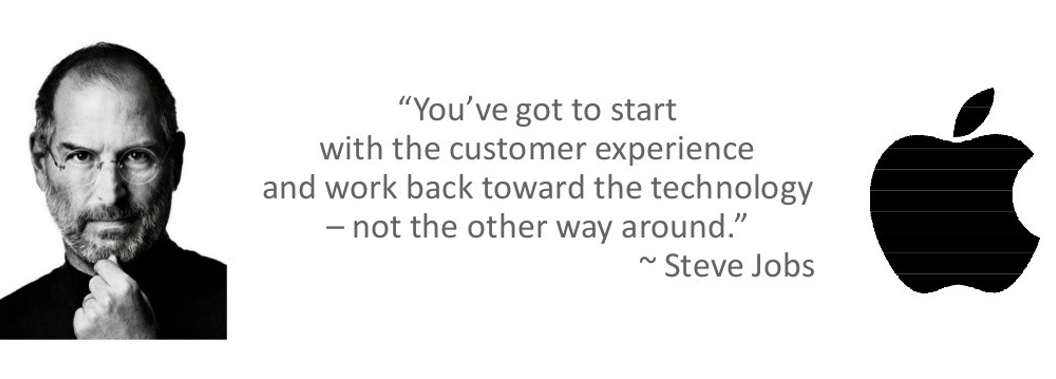 “You’ve got to start
with the customer experience
and work back toward the technology
– not the other way around.”
~ Steve Jobs